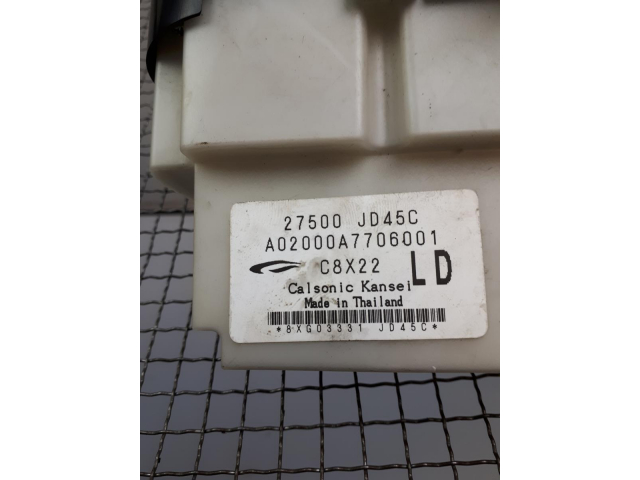 27500 JD45C
A02000A7706001
C8X22 LD
Calsonic Kansei
Made in Thailand
*8XG03331 JD45C*